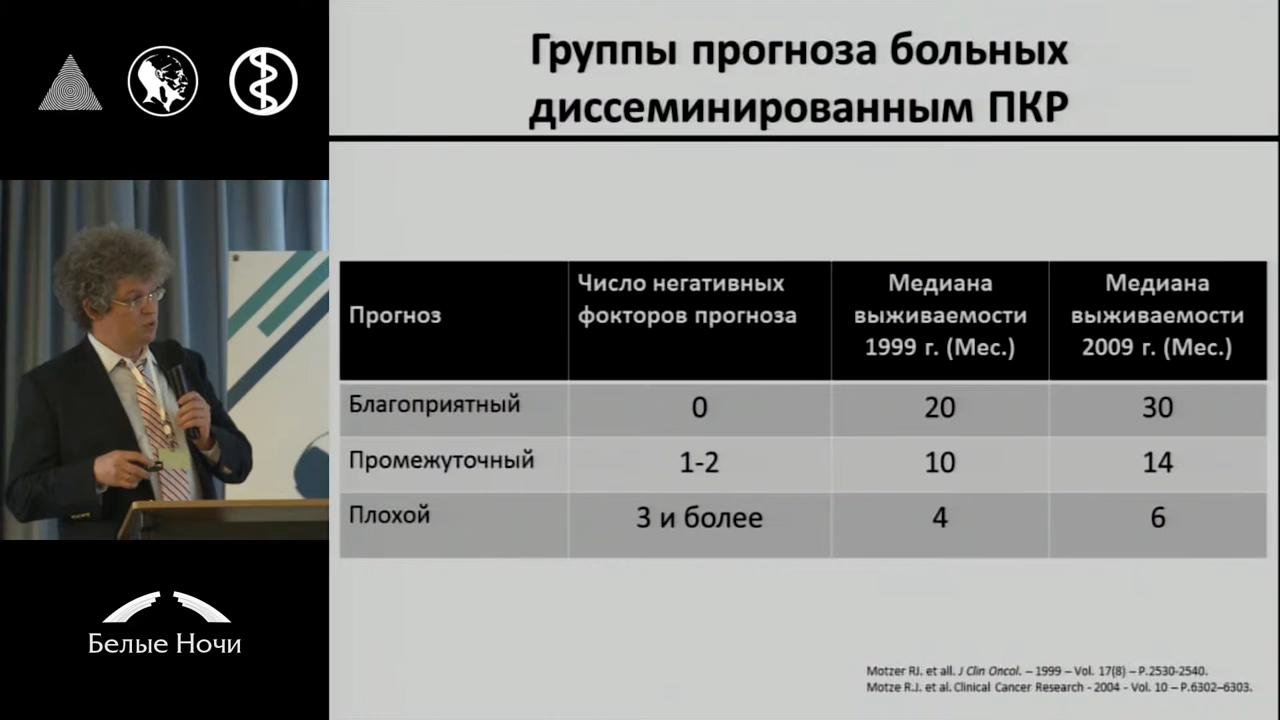 Группы прогноза больных
диссеминированным ПКР
Прогноз
Число негативных
факторов прогноза
Медиана
выживаемости
1999 г. (Мес.)
Медиана
выживаемости
2009 г. (Мес.)
Благоприятный 0 20 30
Промежуточный 1-2 10 14
Плохой 3 и более 4 6
Motzer RJ. et all. J Clin Oncol. – 1999 – Vol. 17(8) – P.2530-2540.
Motze R.J. et al. Clinical Cancer Research - 2004 - Vol. 10 – P.6302–6303.
Белые Ночи